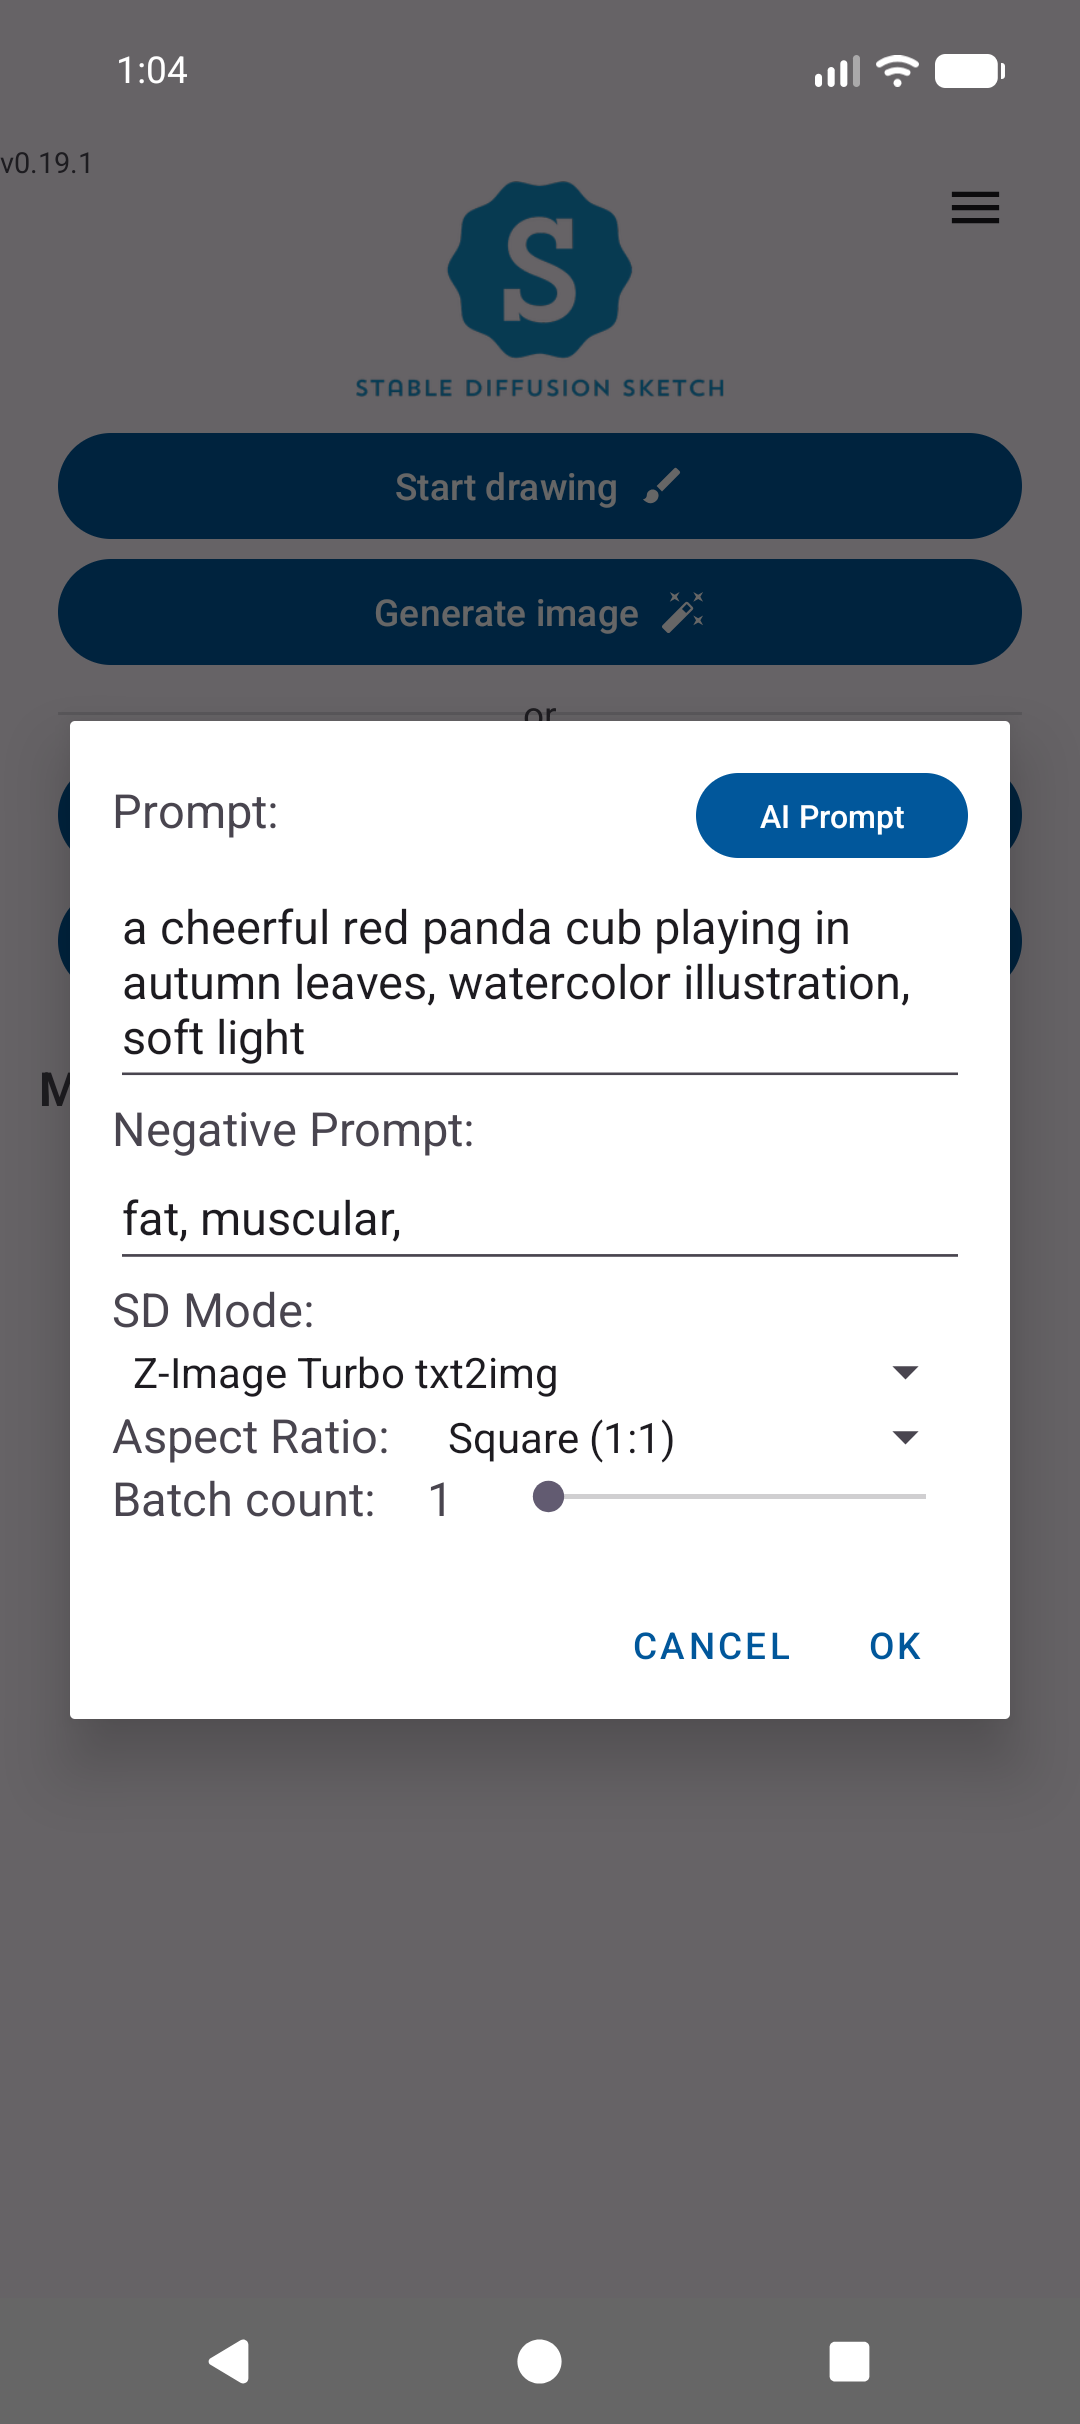 1:04
v0.19.1
S
STABLE DIFFUSION SKETCH
Start drawing
Generate image
or
Prompt:
AI Prompt
a cheerful red panda cub playing in
autumn leaves, watercolor illustration,
soft light
M
Negative Prompt:
fat, muscular,
SD Mode:
Z-Image Turbo txt2img
Aspect Ratio: Square (1:1)
Batch count: 1
CANCEL OK